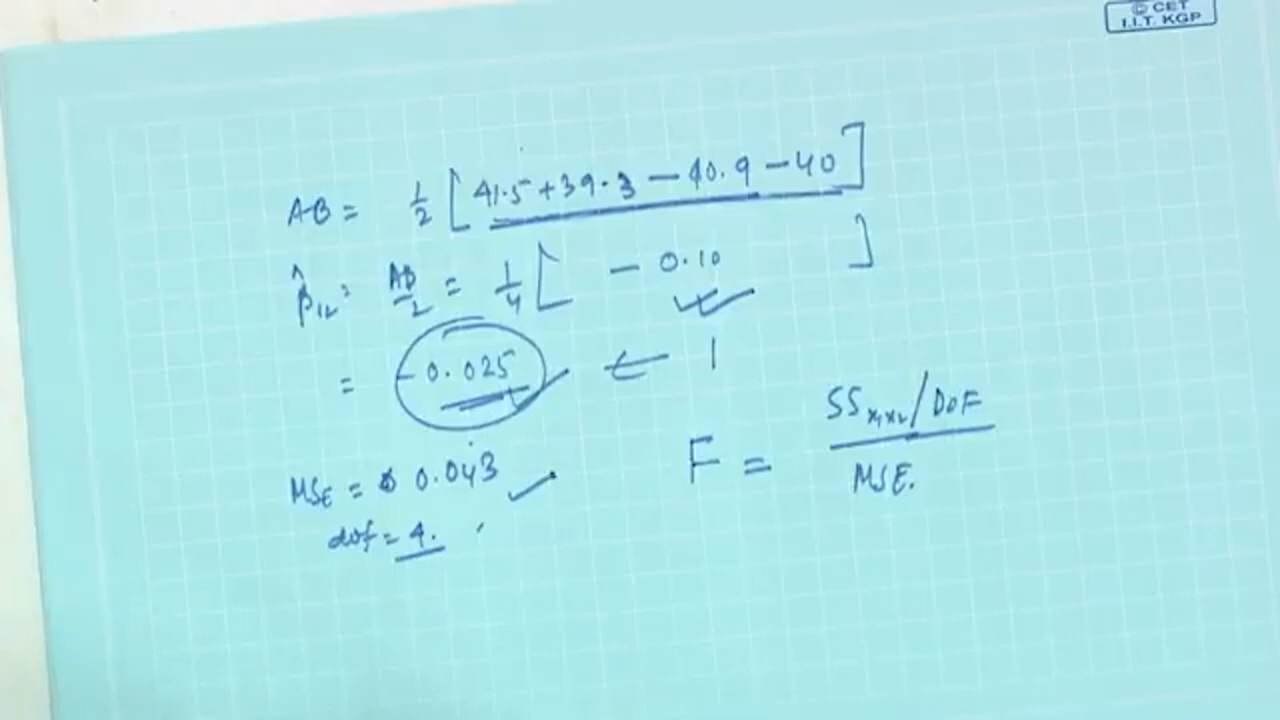 © CET
I.I.T. KGP
AB = 1/2 [41.5 + 39.3 - 40.9 - 40]
β̂₁₂ = AB/2 = 1/4 [ - 0.10 ]
= - 0.025 ← 1
MSE = 0.043
dof = 4.
F = SSx₁x₂/DOF / MSE.